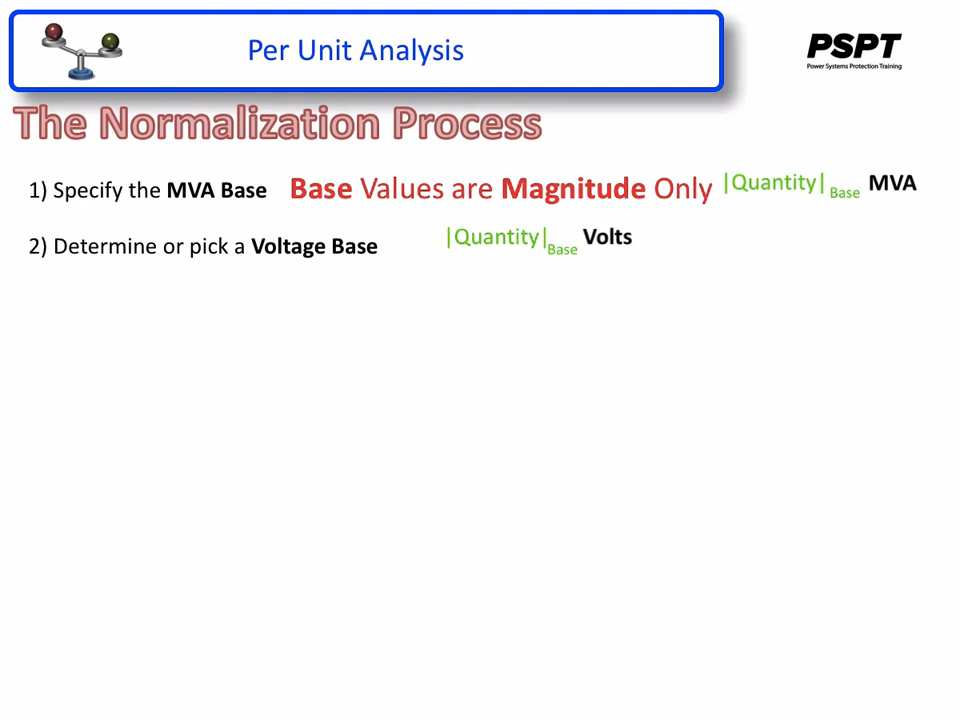 Per Unit Analysis
PSPT
Power Systems Protection Training
The Normalization Process
1) Specify the MVA Base Base Values are Magnitude Only |Quantity| Base MVA
2) Determine or pick a Voltage Base |Quantity| Base Volts